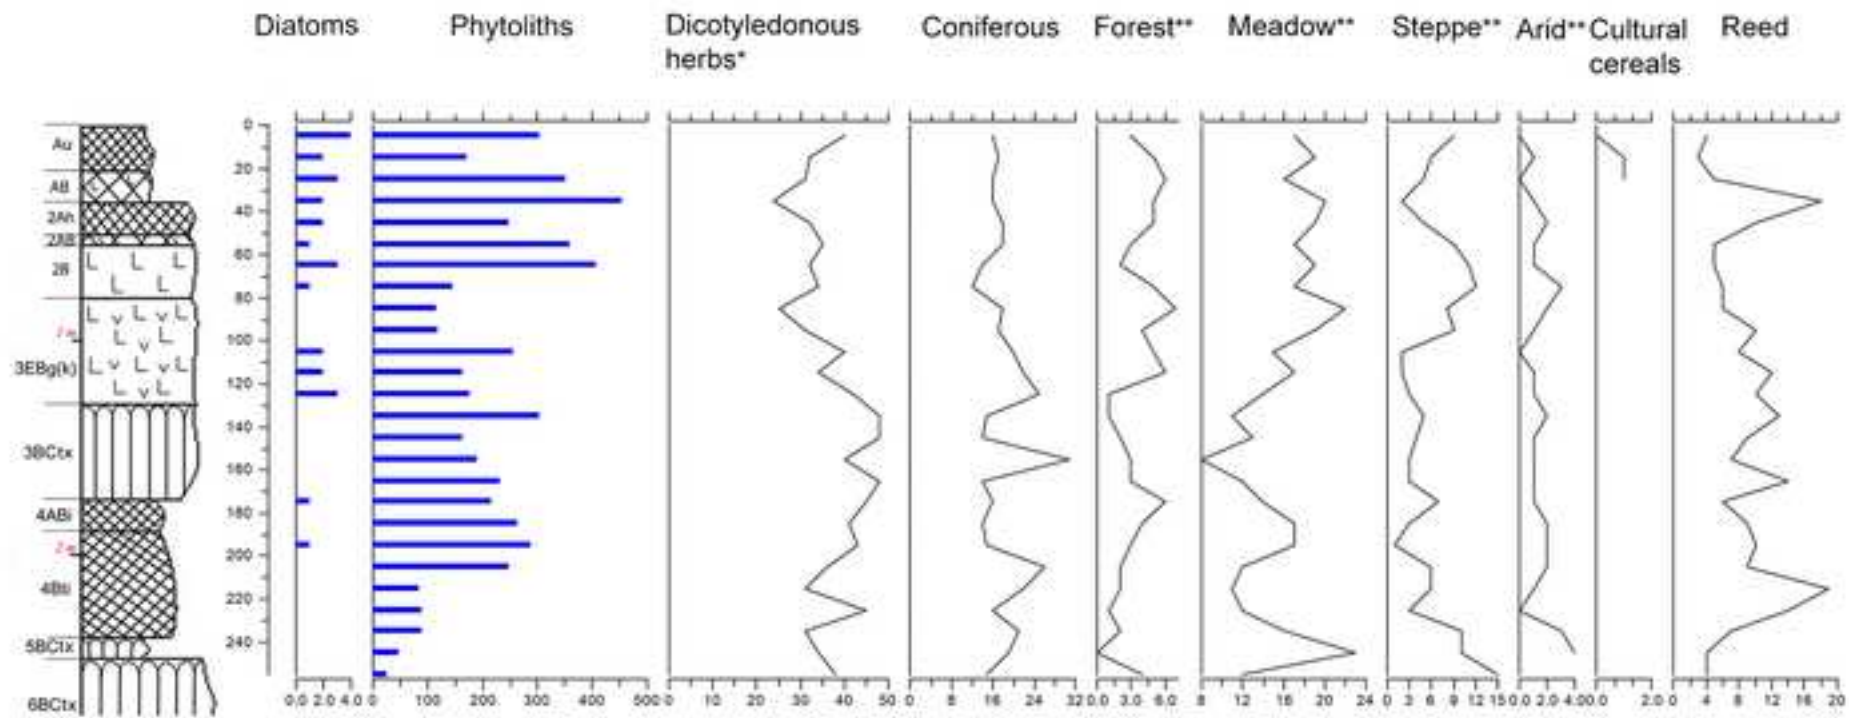 Diatoms Phytoliths Dicotyledonous Coniferous Forest** Meadow** Steppe** Arid** Cultural Reed
herbs* cereals
0
Au
20
AB
2Ah
40
2AB
60
2B
80
100
3EBg(k)
120
140
3BCtx
160
180
4ABi
200
4Bti
220
240
5BCtx
6BCtx
0.0 2.0 4.0 0 100 200 300 400 500 0 10 20 30 40 50 0 8 16 24 32 0.0 3.0 6.0 8 12 16 20 24 0 3 6 9 12 15 0.0 2.0 4.0 0.0 2.0 0 4 8 12 16 20